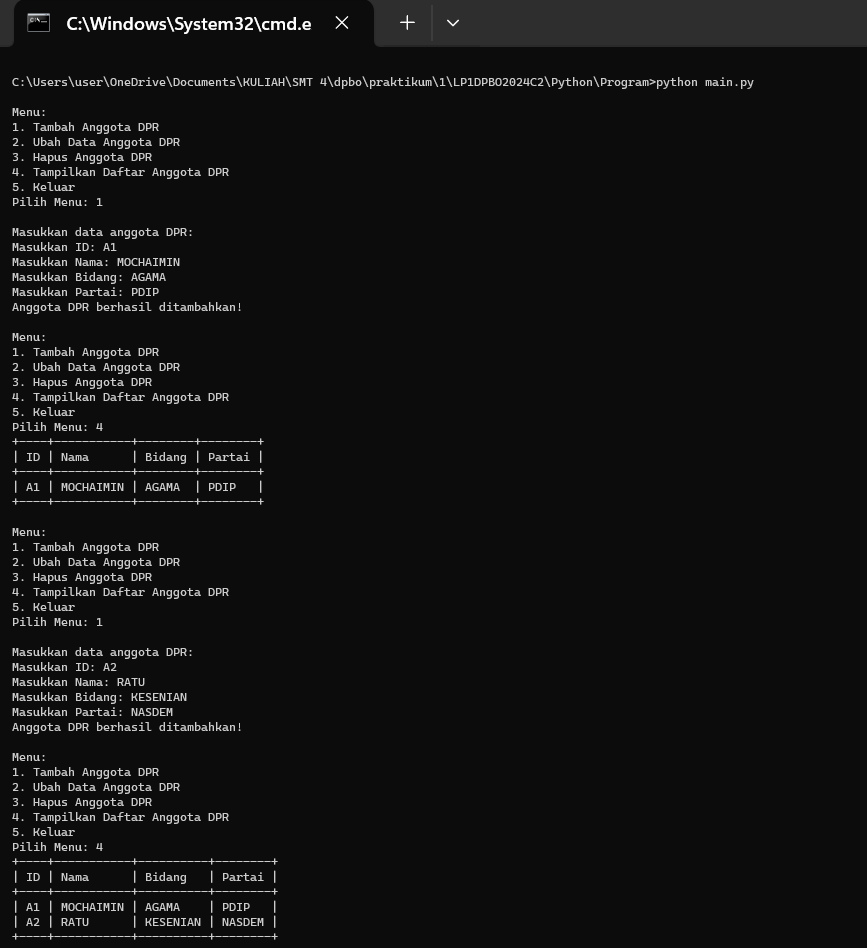 C:\Windows\System32\cmd.e
C:\Users\user\OneDrive\Documents\KULIAH\SMT 4\dpbo\praktikum\1\LP1DPBO2024C2\Python\Program>python main.py
Menu:
1. Tambah Anggota DPR
2. Ubah Data Anggota DPR
3. Hapus Anggota DPR
4. Tampilkan Daftar Anggota DPR
5. Keluar
Pilih Menu: 1
Masukkan data anggota DPR:
Masukkan ID: A1
Masukkan Nama: MOCHAIMIN
Masukkan Bidang: AGAMA
Masukkan Partai: PDIP
Anggota DPR berhasil ditambahkan!
Menu:
1. Tambah Anggota DPR
2. Ubah Data Anggota DPR
3. Hapus Anggota DPR
4. Tampilkan Daftar Anggota DPR
5. Keluar
Pilih Menu: 4
+----+-----------+--------+--------+
| ID | Nama      | Bidang | Partai |
+----+-----------+--------+--------+
| A1 | MOCHAIMIN | AGAMA  | PDIP   |
+----+-----------+--------+--------+
Menu:
1. Tambah Anggota DPR
2. Ubah Data Anggota DPR
3. Hapus Anggota DPR
4. Tampilkan Daftar Anggota DPR
5. Keluar
Pilih Menu: 1
Masukkan data anggota DPR:
Masukkan ID: A2
Masukkan Nama: RATU
Masukkan Bidang: KESENIAN
Masukkan Partai: NASDEM
Anggota DPR berhasil ditambahkan!
Menu:
1. Tambah Anggota DPR
2. Ubah Data Anggota DPR
3. Hapus Anggota DPR
4. Tampilkan Daftar Anggota DPR
5. Keluar
Pilih Menu: 4
+----+-----------+----------+--------+
| ID | Nama      | Bidang   | Partai |
+----+-----------+----------+--------+
| A1 | MOCHAIMIN | AGAMA    | PDIP   |
| A2 | RATU      | KESENIAN | NASDEM |
+----+-----------+----------+--------+